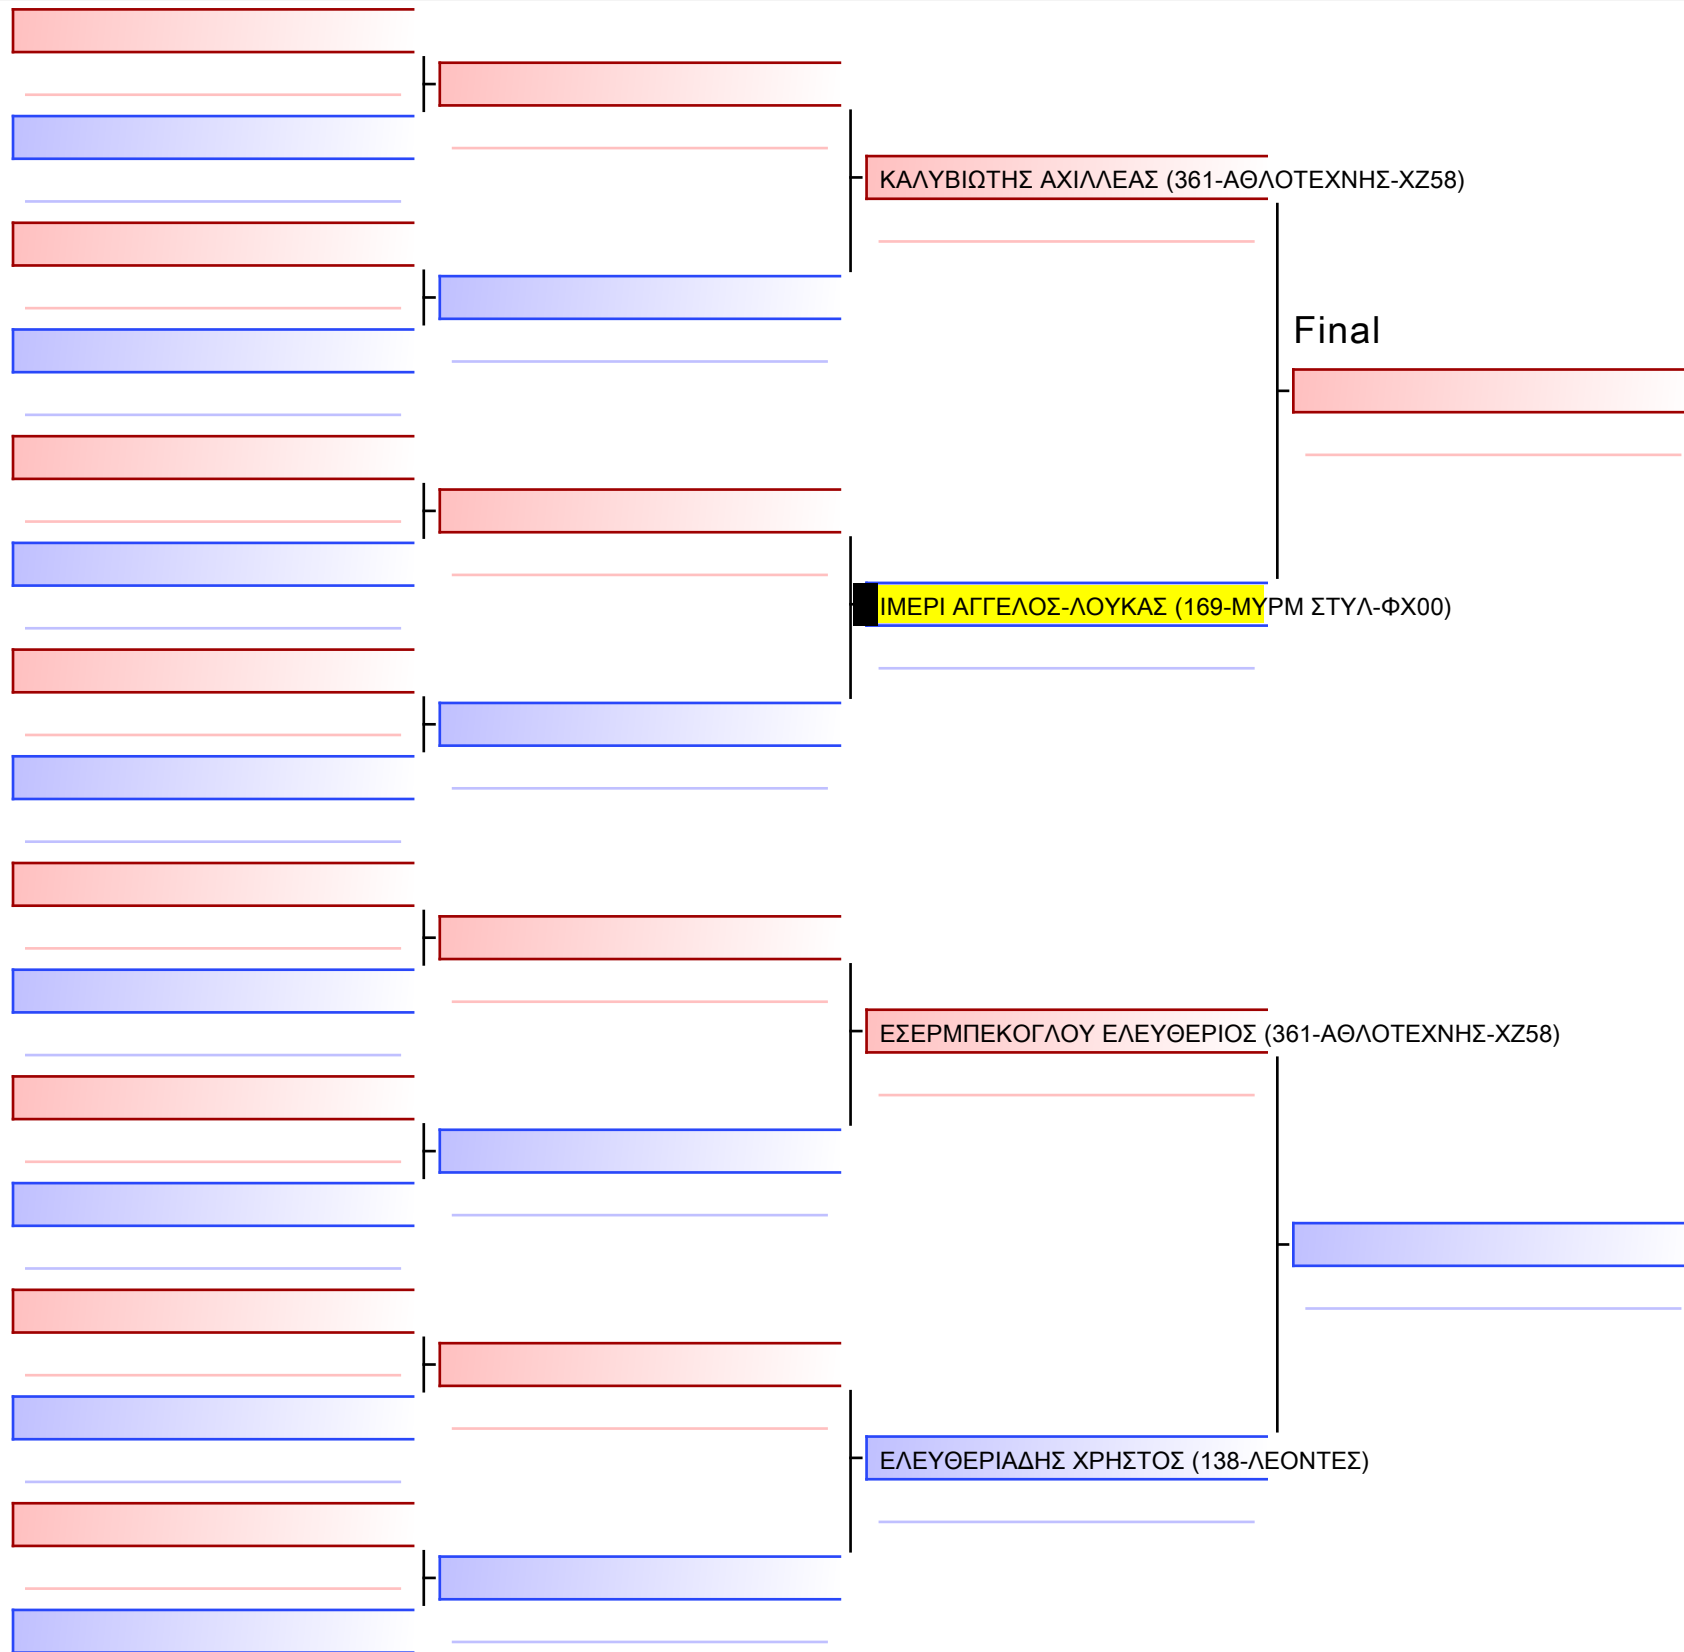 ΚΑΛΥΒΙΩΤΗΣ ΑΧΙΛΛΕΑΣ (361-ΑΘΛΟΤΕΧΝΗΣ-ΧΖ58)
Final
ΙΜΕΡΙ ΑΓΓΕΛΟΣ-ΛΟΥΚΑΣ (169-ΜΥΡΜ ΣΤΥΛ-ΦΧ00)
ΕΣΕΡΜΠΕΚΟΓΛΟΥ ΕΛΕΥΘΕΡΙΟΣ (361-ΑΘΛΟΤΕΧΝΗΣ-ΧΖ58)
ΕΛΕΥΘΕΡΙΑΔΗΣ ΧΡΗΣΤΟΣ (138-ΛΕΟΝΤΕΣ)